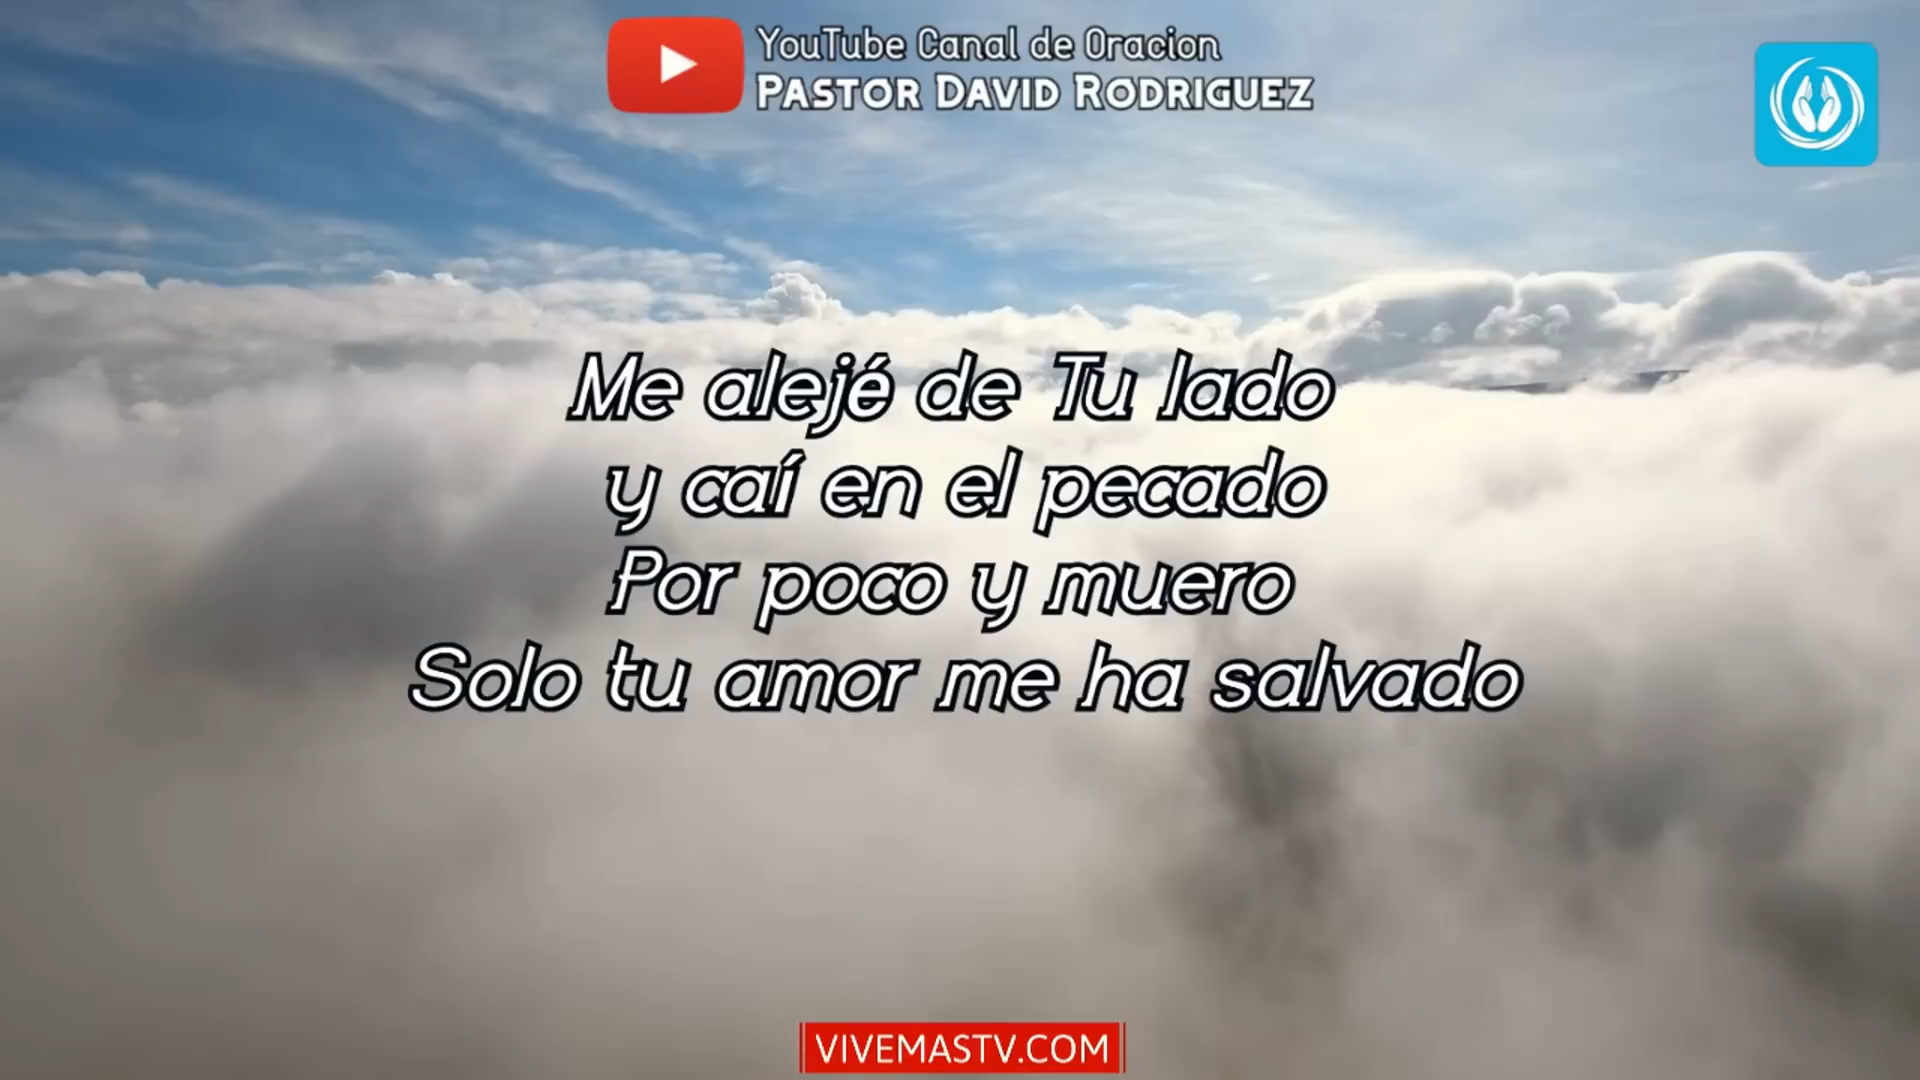 YouTube Canal de Oracion
PASTOR DAVID RODRIGUEZ
Me alejé de Tu lado
y caí en el pecado
Por poco y muero
Solo tu amor me ha salvado
VIVEMASTV.COM